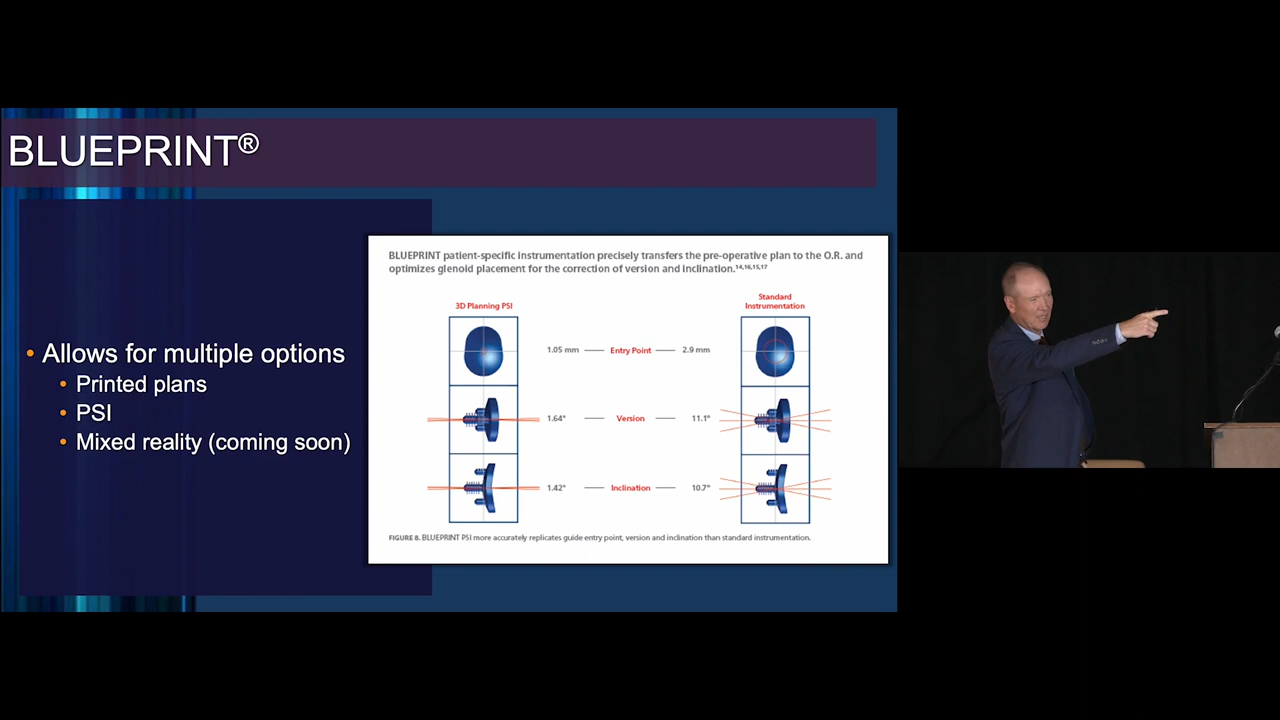 BLUEPRINT®
• Allows for multiple options
• Printed plans
• PSI
• Mixed reality (coming soon)
BLUEPRINT patient-specific instrumentation precisely transfers the pre-operative plan to the O.R. and
optimizes glenoid placement for the correction of version and inclination.14,16,15,17
3D Planning PSI
Standard
Instrumentation
1.05 mm — Entry Point — 2.9 mm
1.64° — Version — 11.1°
1.42° — Inclination — 10.7°
FIGURE 8. BLUEPRINT PSI more accurately replicates guide entry point, version and inclination than standard instrumentation.